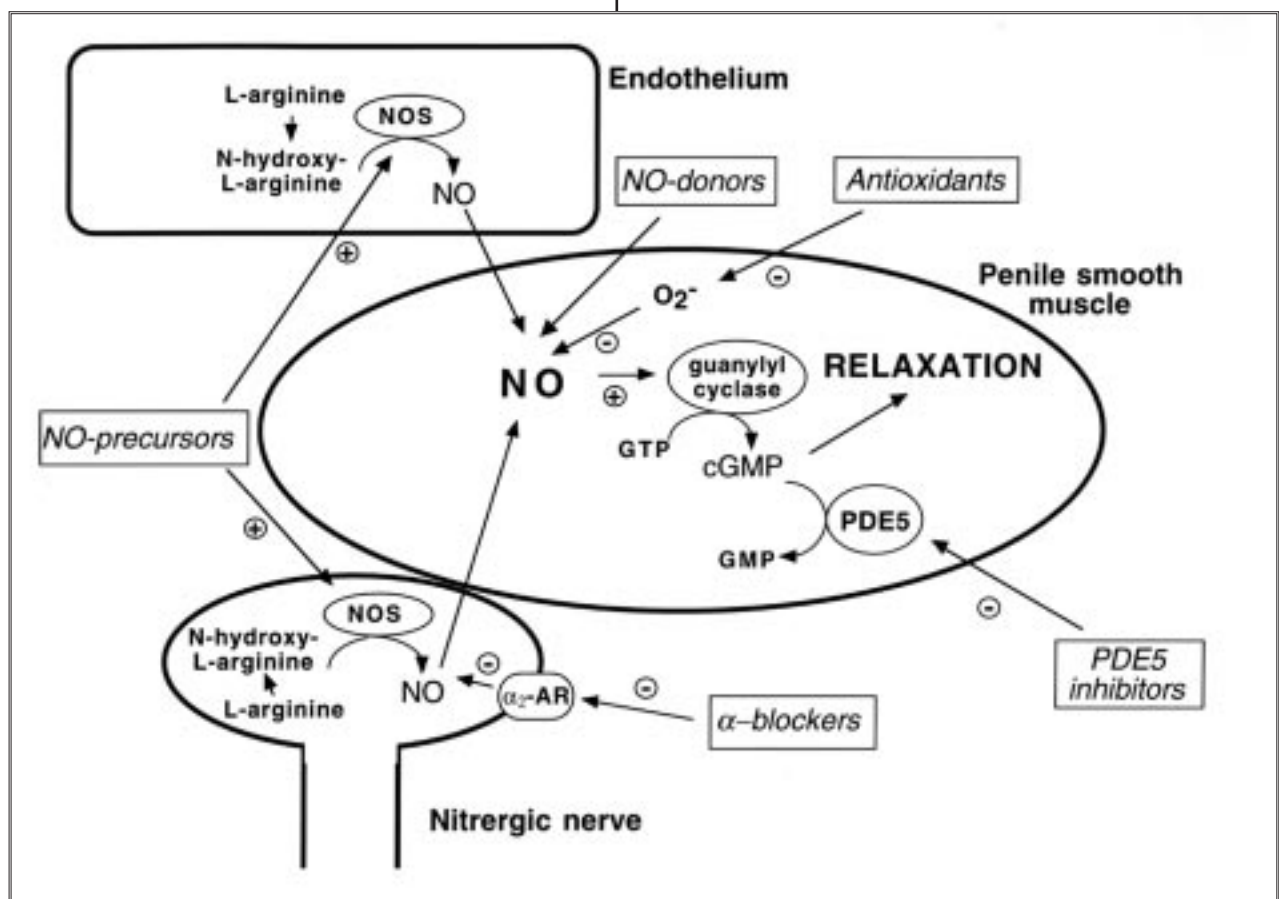 Endothelium
L-arginine
NOS
N-hydroxy-
L-arginine
NO
+
NO-donors
Antioxidants
-
Penile smooth
muscle
O₂⁻
-
NO
+
guanylyl
cyclase
RELAXATION
GTP
cGMP
PDE5
GMP
NO-precursors
+
-
PDE5
inhibitors
NOS
N-hydroxy-
L-arginine
L-arginine
NO
-
α₂-AR
-
α–blockers
Nitrergic nerve